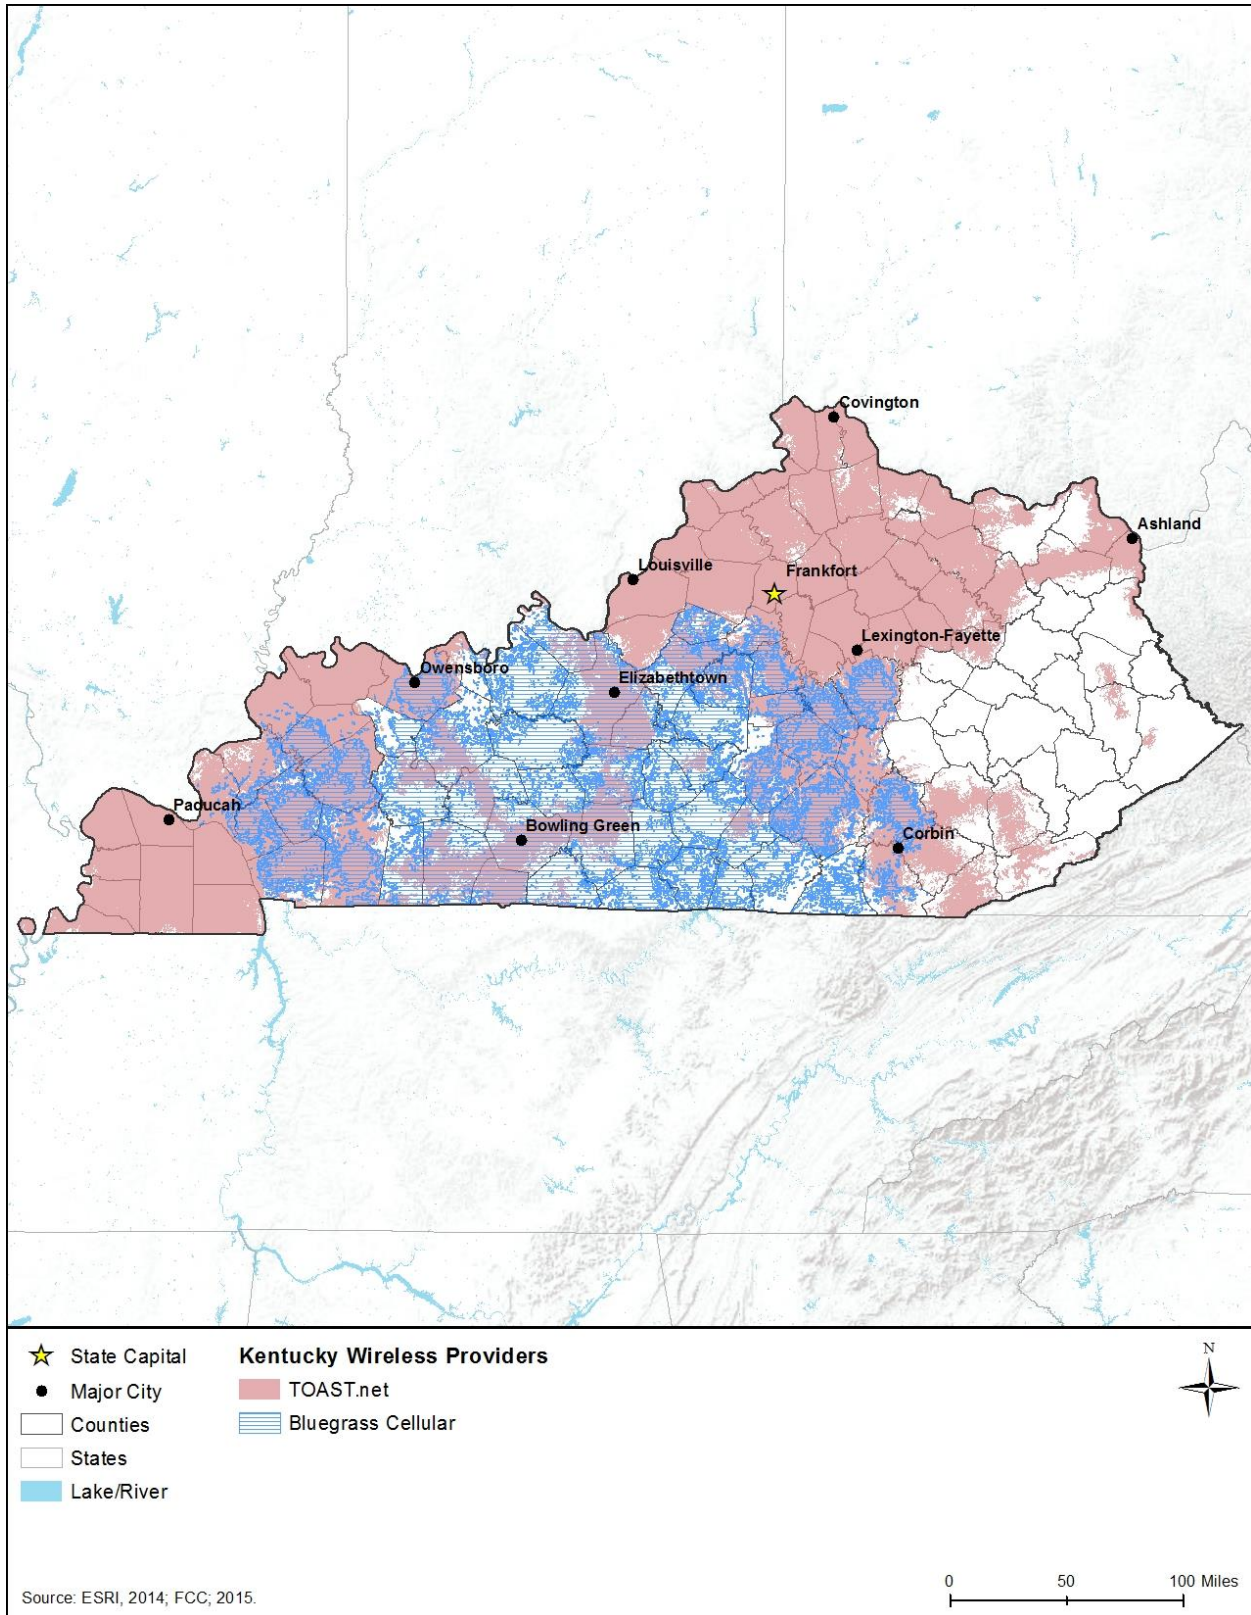 Covington
Ashland
Louisville
Frankfort
Lexington-Fayette
Owensboro
Elizabethtown
Paducah
Bowling Green
Corbin
State Capital
Major City
Counties
States
Lake/River
Kentucky Wireless Providers
TOAST.net
Bluegrass Cellular
N
0 50 100 Miles
Source: ESRI, 2014; FCC; 2015.